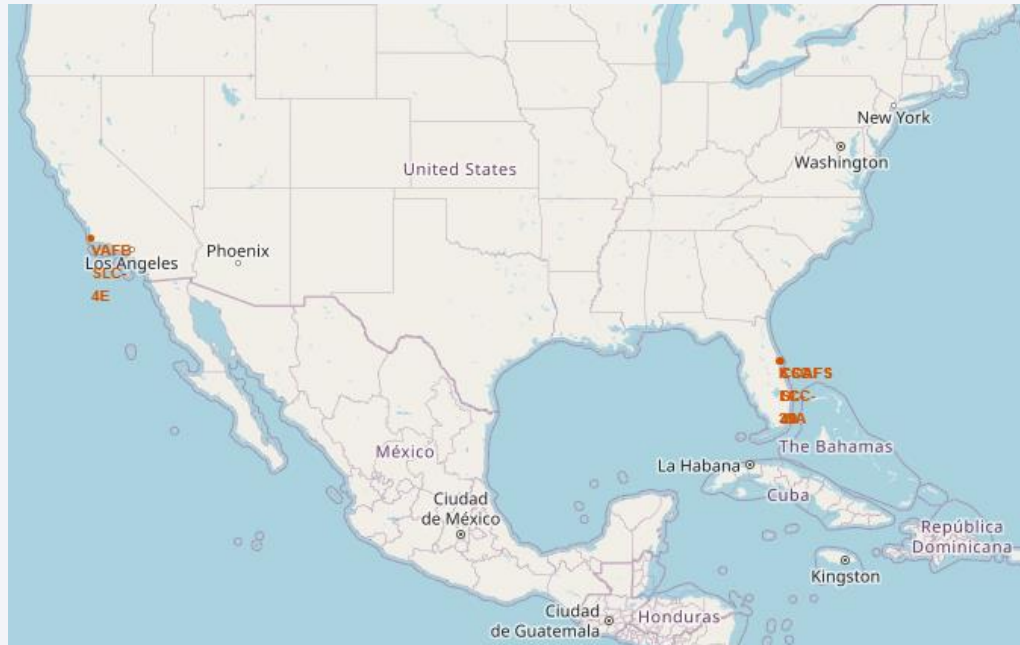 New York
Washington
United States
VAFB
Los Angeles
SLC-
4E
Phoenix
México
The Bahamas
La Habana
Cuba
Ciudad
de México
República
Dominicana
Kingston
Ciudad
de Guatemala
Honduras